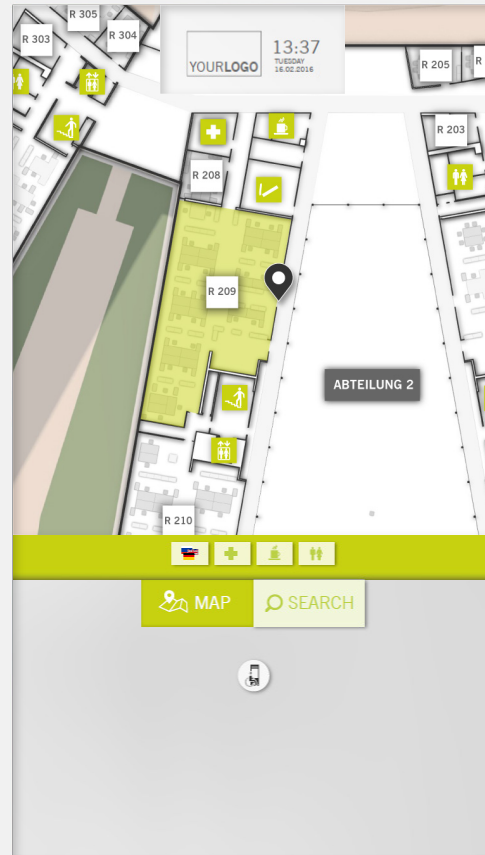 R 305
R 303
R 304
YOURLOGO
13:37
TUESDAY
16.02.2016
R 205
R
R 203
R 208
R 209
ABTEILUNG 2
R 210
MAP
SEARCH